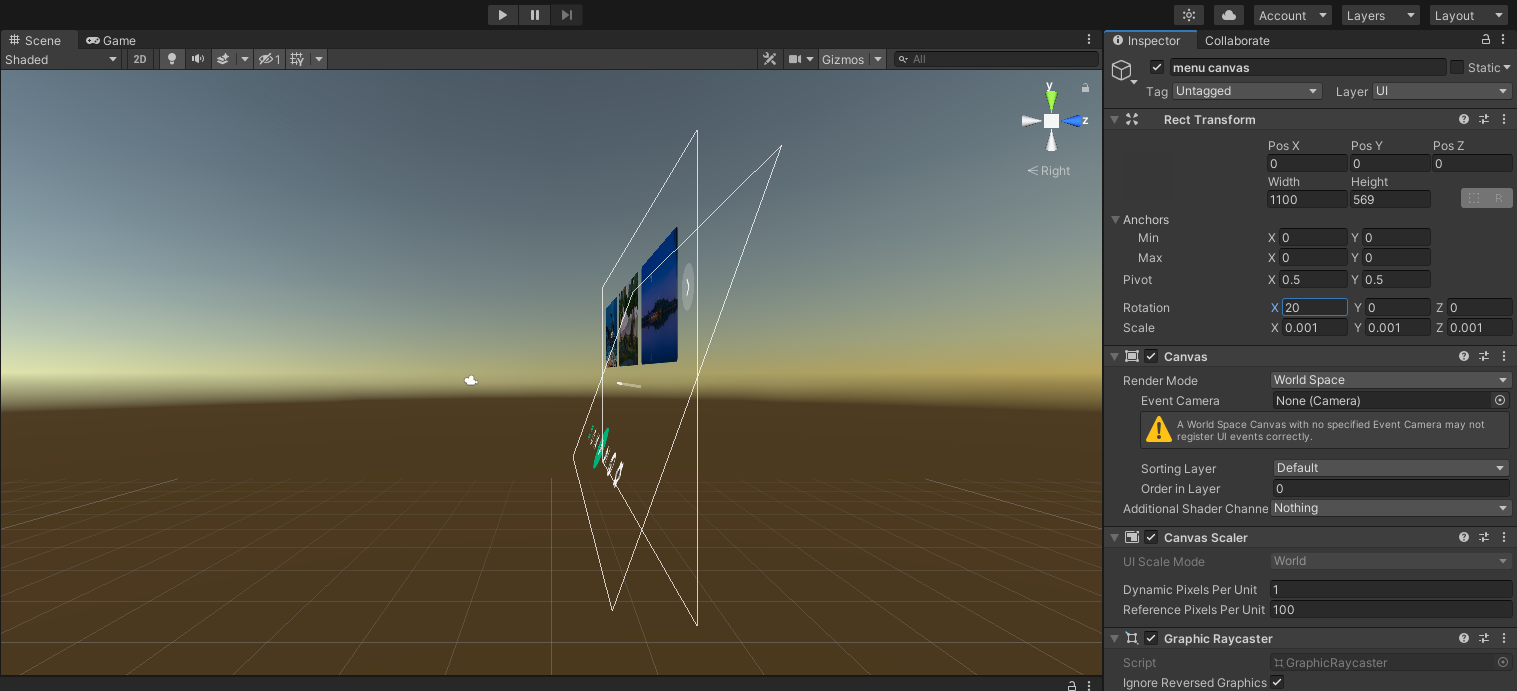 Account Layers Layout
Scene Game
Shaded 2D 1 Gizmos All
y
z
Right
Inspector Collaborate
menu canvas Static
Tag Untagged Layer UI
Rect Transform
Pos X Pos Y Pos Z
0 0 0
Width Height
1100 569 R
Anchors
Min X 0 Y 0
Max X 0 Y 0
Pivot X 0.5 Y 0.5
Rotation X 20 Y 0 Z 0
Scale X 0.001 Y 0.001 Z 0.001
Canvas
Render Mode World Space
Event Camera None (Camera)
A World Space Canvas with no specified Event Camera may not
register UI events correctly.
Sorting Layer Default
Order in Layer 0
Additional Shader Channe Nothing
Canvas Scaler
UI Scale Mode World
Dynamic Pixels Per Unit 1
Reference Pixels Per Unit 100
Graphic Raycaster
Script GraphicRaycaster
Ignore Reversed Graphics